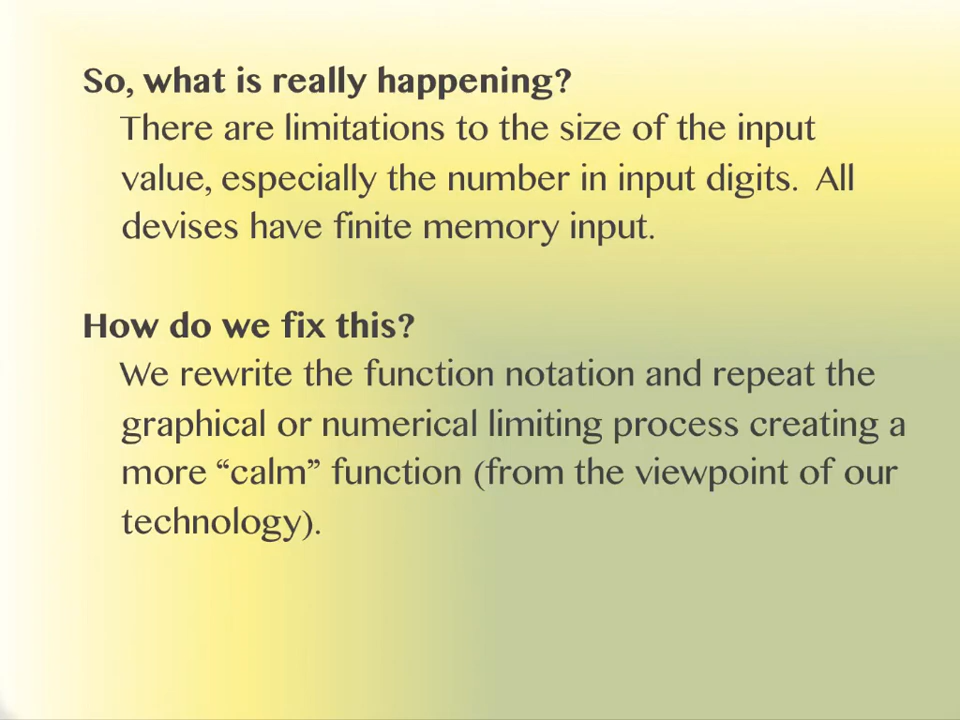 So, what is really happening?
There are limitations to the size of the input
value, especially the number in input digits.  All
devises have finite memory input.
How do we fix this?
We rewrite the function notation and repeat the
graphical or numerical limiting process creating a
more “calm” function (from the viewpoint of our
technology).